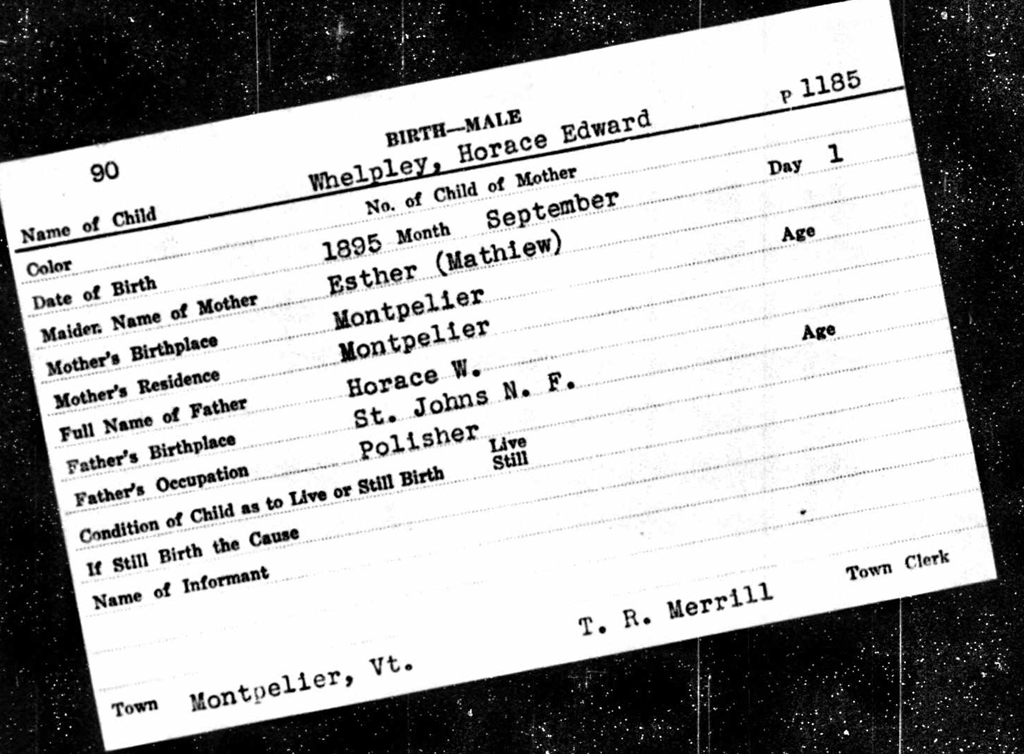 90
BIRTH—MALE
P 1185
Name of Child Whelpley, Horace Edward
Color No. of Child of Mother
Date of Birth 1895 Month September Day 1
Maiden Name of Mother Esther (Mathiew)
Mother's Birthplace Montpelier Age
Mother's Residence Montpelier
Full Name of Father Horace W.
Father's Birthplace St. Johns N. F. Age
Father's Occupation Polisher
Condition of Child as to Live or Still Birth Live
Still
If Still Birth the Cause
Name of Informant
T. R. Merrill Town Clerk
Town Montpelier, Vt.